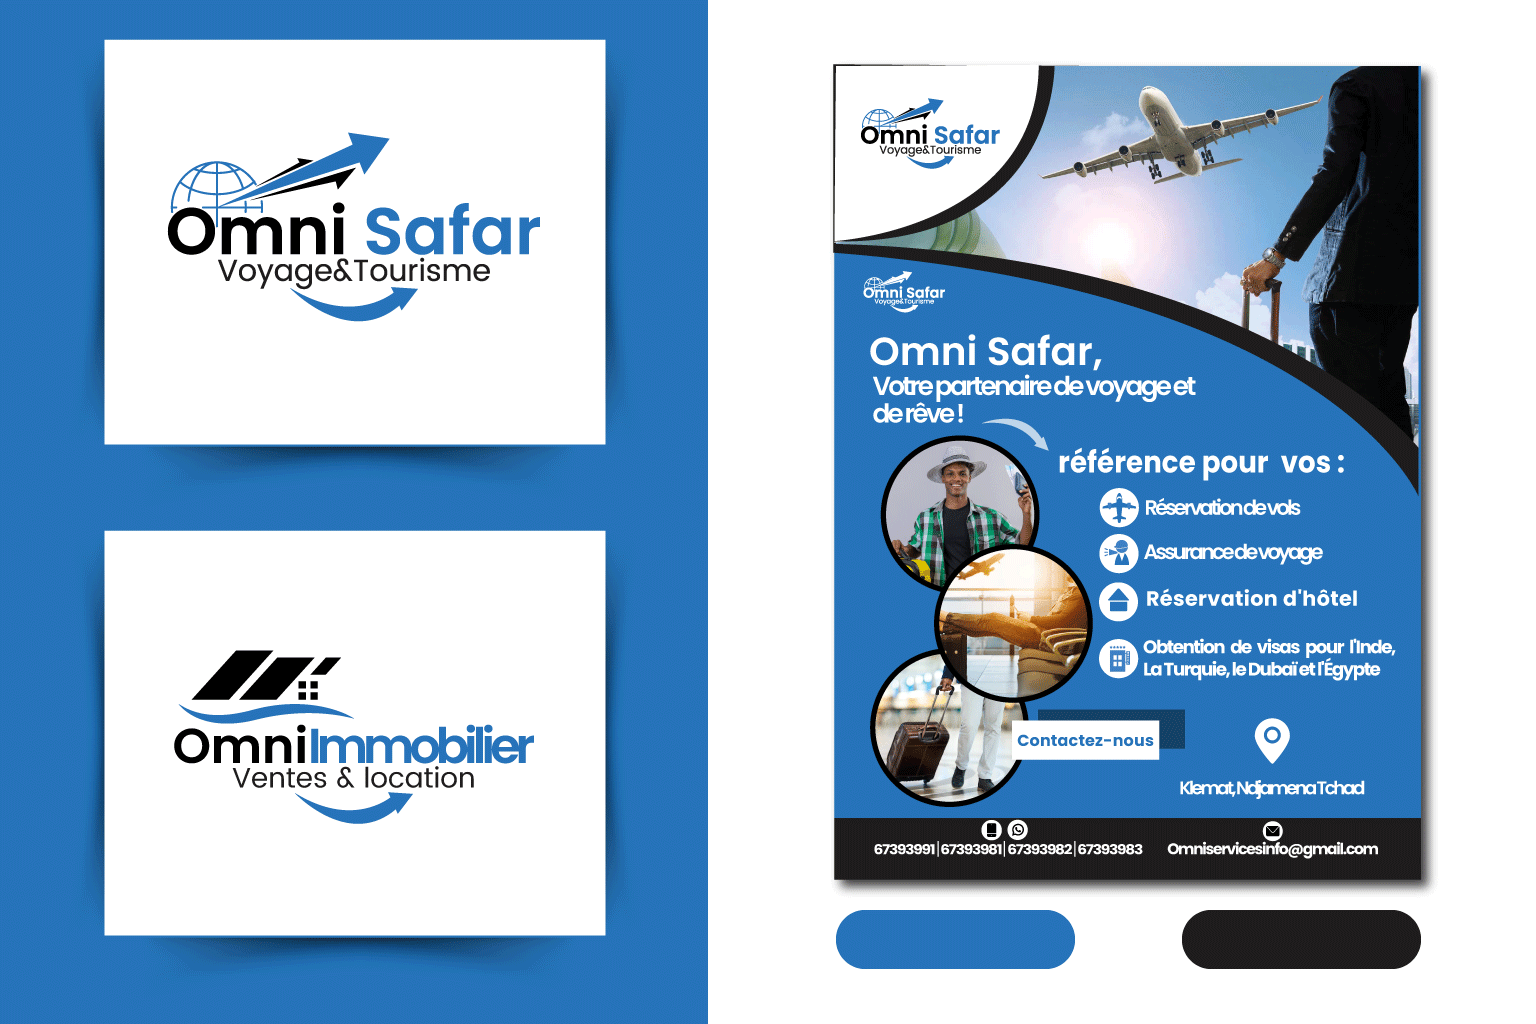 Omni Safar
Voyage&Tourisme
OmniImmobilier
Ventes & location
Omni Safar
Voyage&Tourisme
Omni Safar
Voyage&Tourisme
Omni Safar,
Votre partenaire de voyage et
de rêve !
référence pour vos :
Réservation de vols
Assurance de voyage
Réservation d'hôtel
Obtention de visas pour l'Inde,
La Turquie, le Dubaï et l'Égypte
Contactez-nous
Klemat, Ndjamena Tchad
67393991|67393981|67393982|67393983
Omniservicesinfo@gmail.com